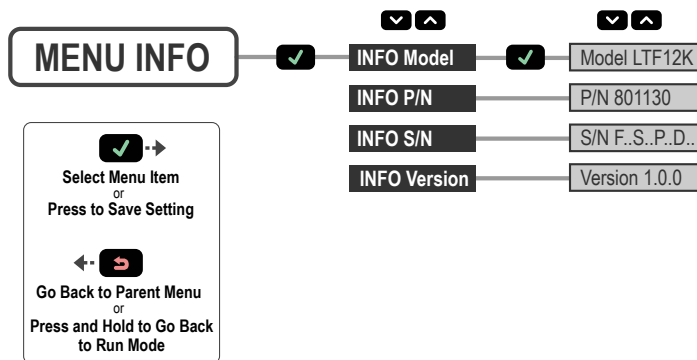 MENU INFO
INFO Model
Model LTF12K
INFO P/N
P/N 801130
INFO S/N
S/N F..S..P..D..
INFO Version
Version 1.0.0
Select Menu Item
or
Press to Save Setting
Go Back to Parent Menu
or
Press and Hold to Go Back
to Run Mode